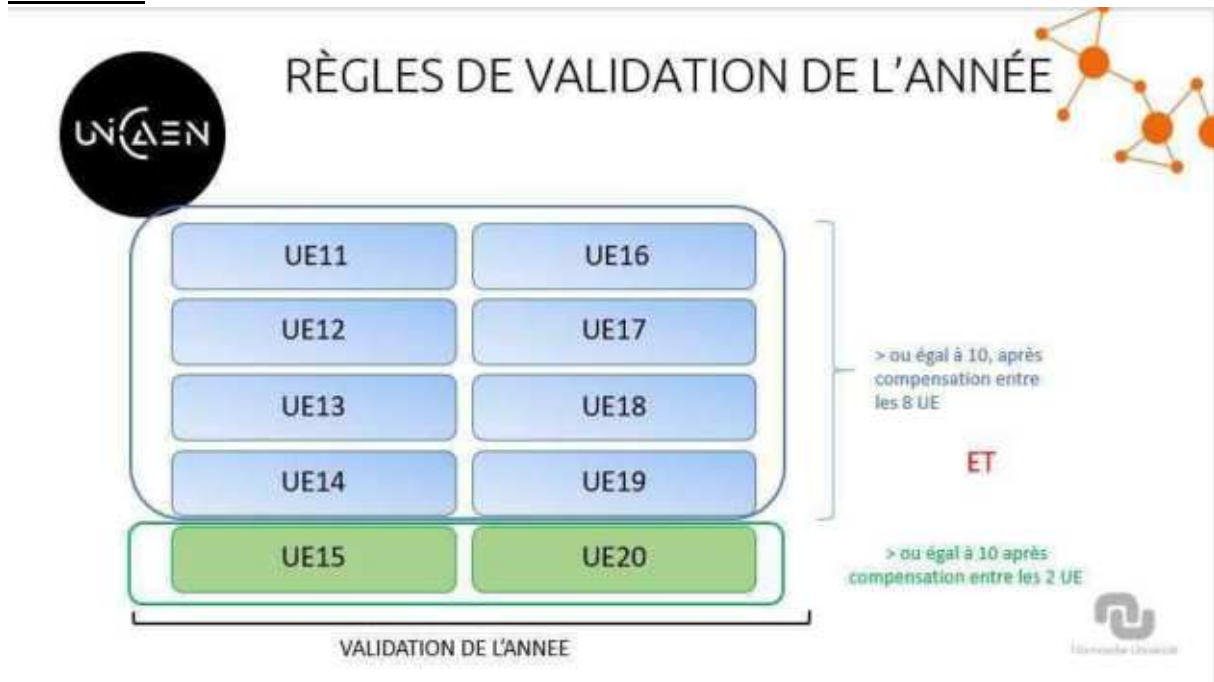 RÈGLES DE VALIDATION DE L'ANNÉE
UNICAEN
UE11
UE16
UE12
UE17
UE13
UE18
UE14
UE19
> ou égal à 10, après
compensation entre
les 8 UE
ET
UE15
UE20
> ou égal à 10 après
compensation entre les 2 UE
VALIDATION DE L'ANNEE
Normandie Université